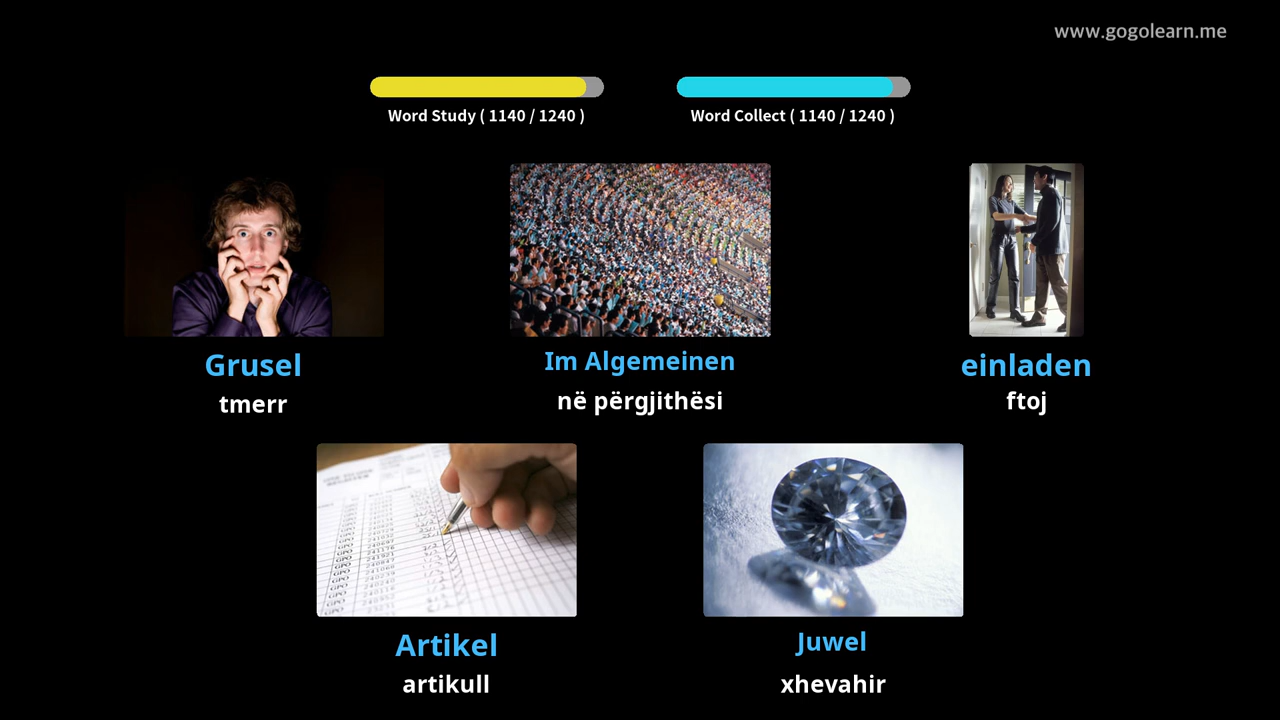 www.gogolearn.me
Word Study ( 1140 / 1240 )
Word Collect ( 1140 / 1240 )
Grusel
tmerr
Im Algemeinen
në përgjithësi
einladen
ftoj
Artikel
artikull
Juwel
xhevahir